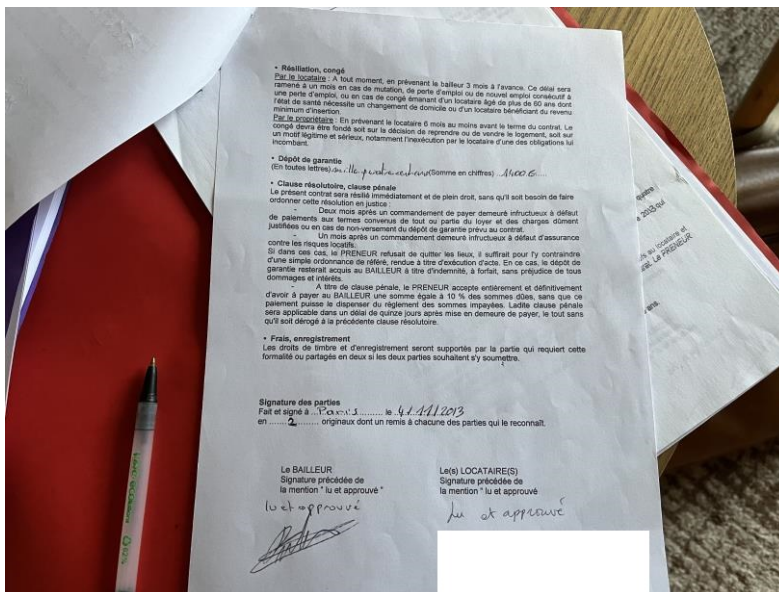 • Résiliation, congé
Par le locataire : A tout moment, en prévenant le bailleur 3 mois à l'avance. Ce délai sera
ramené à un mois en cas de mutation, de perte d'emploi ou de nouvel emploi consécutif à
une perte d'emploi, ou en cas de congé émanant d'un locataire âgé de plus de 60 ans dont
l'état de santé nécessite un changement de domicile ou d'un locataire bénéficiant du revenu
minimum d'insertion.
Par le propriétaire : En prévenant le locataire 6 mois au moins avant le terme du contrat. Le
congé devra être fondé soit sur la décision de reprendre ou de vendre le logement, soit sur
un motif légitime et sérieux, notamment l'inexécution par le locataire d'une des obligations lui
incombant.
• Dépôt de garantie
(En toutes lettres) mille quatre cent (Somme en chiffres) 1400 €
• Clause résolutoire, clause pénale
Le présent contrat sera résilié immédiatement et de plein droit, sans qu'il soit besoin de faire
ordonner cette résolution en justice :
- Deux mois après un commandement de payer demeuré infructueux à défaut
de paiements aux termes convenus de tout ou partie du loyer et des charges dûment
justifiées ou en cas de non-versement du dépôt de garantie prévu au contrat.
- Un mois après un commandement demeuré infructueux à défaut d'assurance
contre les risques locatifs.
Si dans ces cas, le PRENEUR refusait de quitter les lieux, il suffirait pour l'y contraindre
d'une simple ordonnance de référé, rendue à titre d'exécution d'acte. En ce cas, le dépôt de
garantie resterait acquis au BAILLEUR à titre d'indemnité, à forfait, sans préjudice de tous
dommages et intérêts.
- A titre de clause pénale, le PRENEUR accepte entièrement et définitivement
d'avoir à payer au BAILLEUR une somme égale à 10 % des sommes dûes, sans que ce
paiement puisse le dispenser du règlement des sommes impayées. Ladite clause pénale
sera applicable dans un délai de quinze jours après mise en demeure de payer, le tout sans
qu'il soit dérogé à la précédente clause résolutoire.
• Frais, enregistrement
Les droits de timbre et d'enregistrement seront supportés par la partie qui requiert cette
formalité ou partagés en deux si les deux parties souhaitent s'y soumettre.
Signature des parties
Fait et signé à ...Paris......... le 4/11/2013
en ......2......... originaux dont un remis à chacune des parties qui le reconnaît.
Le BAILLEUR
Signature précédée de
la mention " lu et approuvé "
lu et approuvé
Le(s) LOCATAIRE(S)
Signature précédée de
la mention " lu et approuvé
Lu et approuvé
2013 qui
au locataire et
Le PRENEUR
ans.